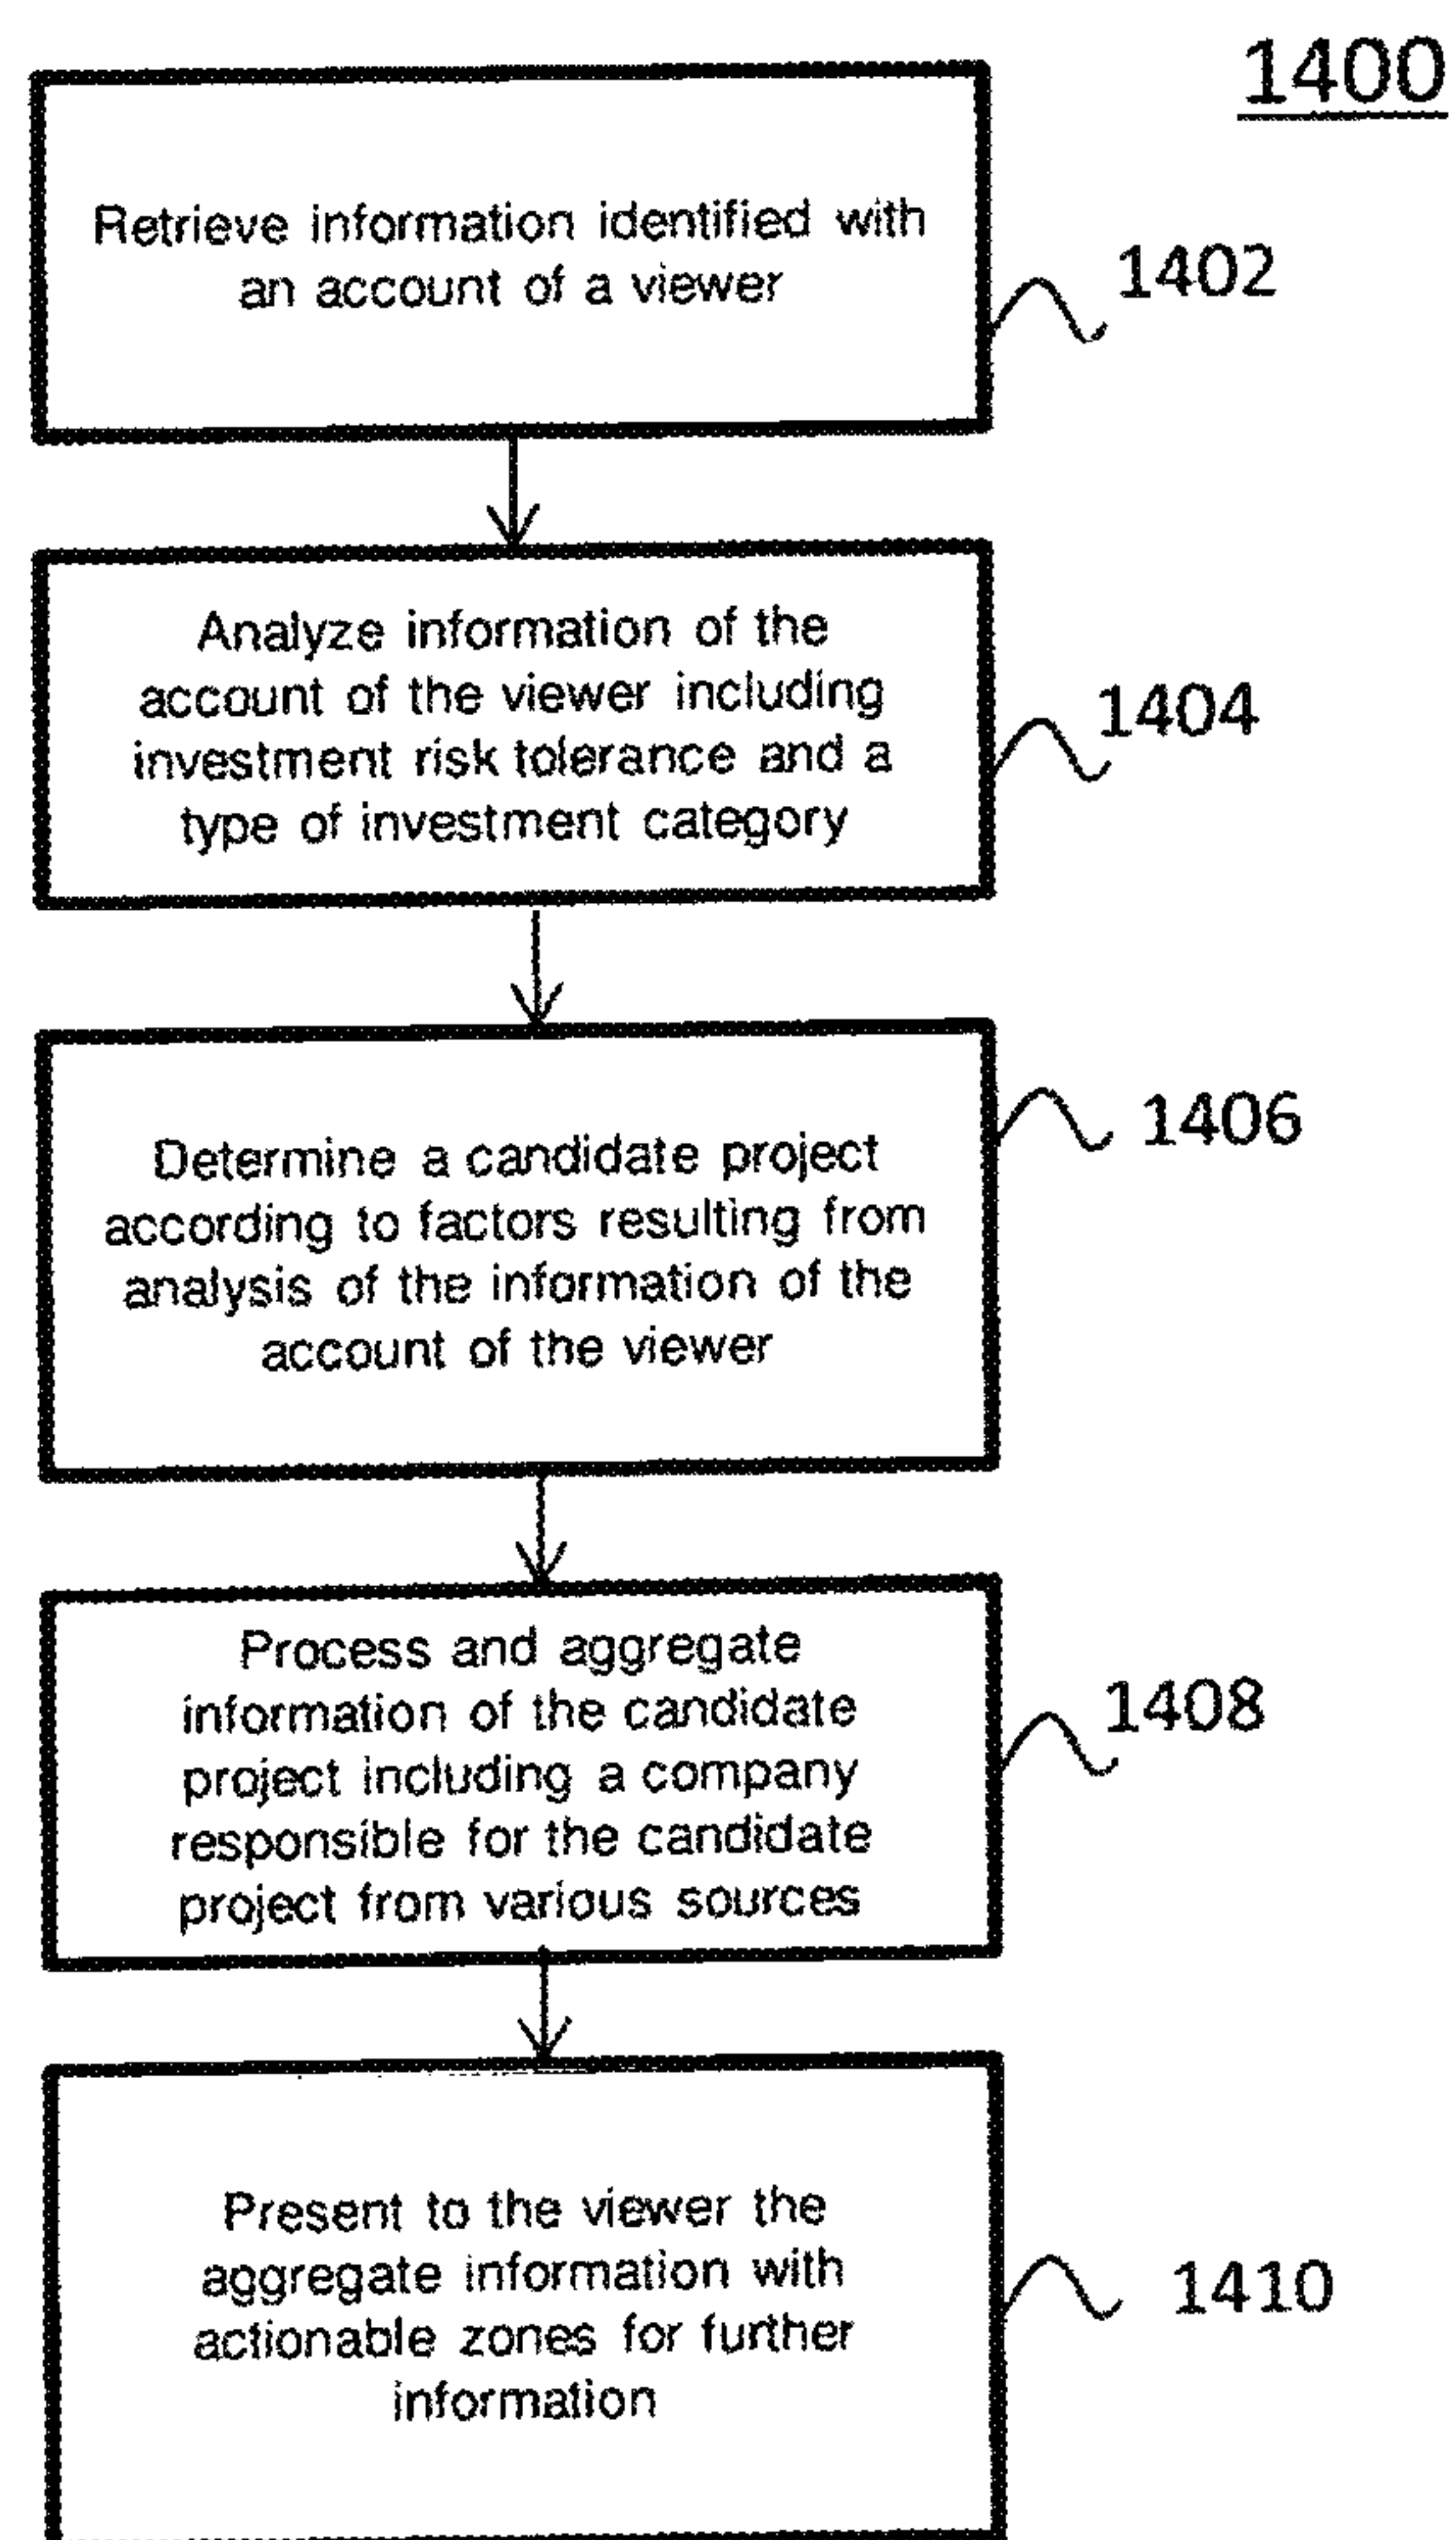 1400
Retrieve information identified with
an account of a viewer
1402
Analyze information of the
account of the viewer including
investment risk tolerance and a
type of investment category
1404
Determine a candidate project
according to factors resulting from
analysis of the information of the
account of the viewer
1406
Process and aggregate
information of the candidate
project including a company
responsible for the candidate
project from various sources
1408
Present to the viewer the
aggregate information with
actionable zones for further
information
1410